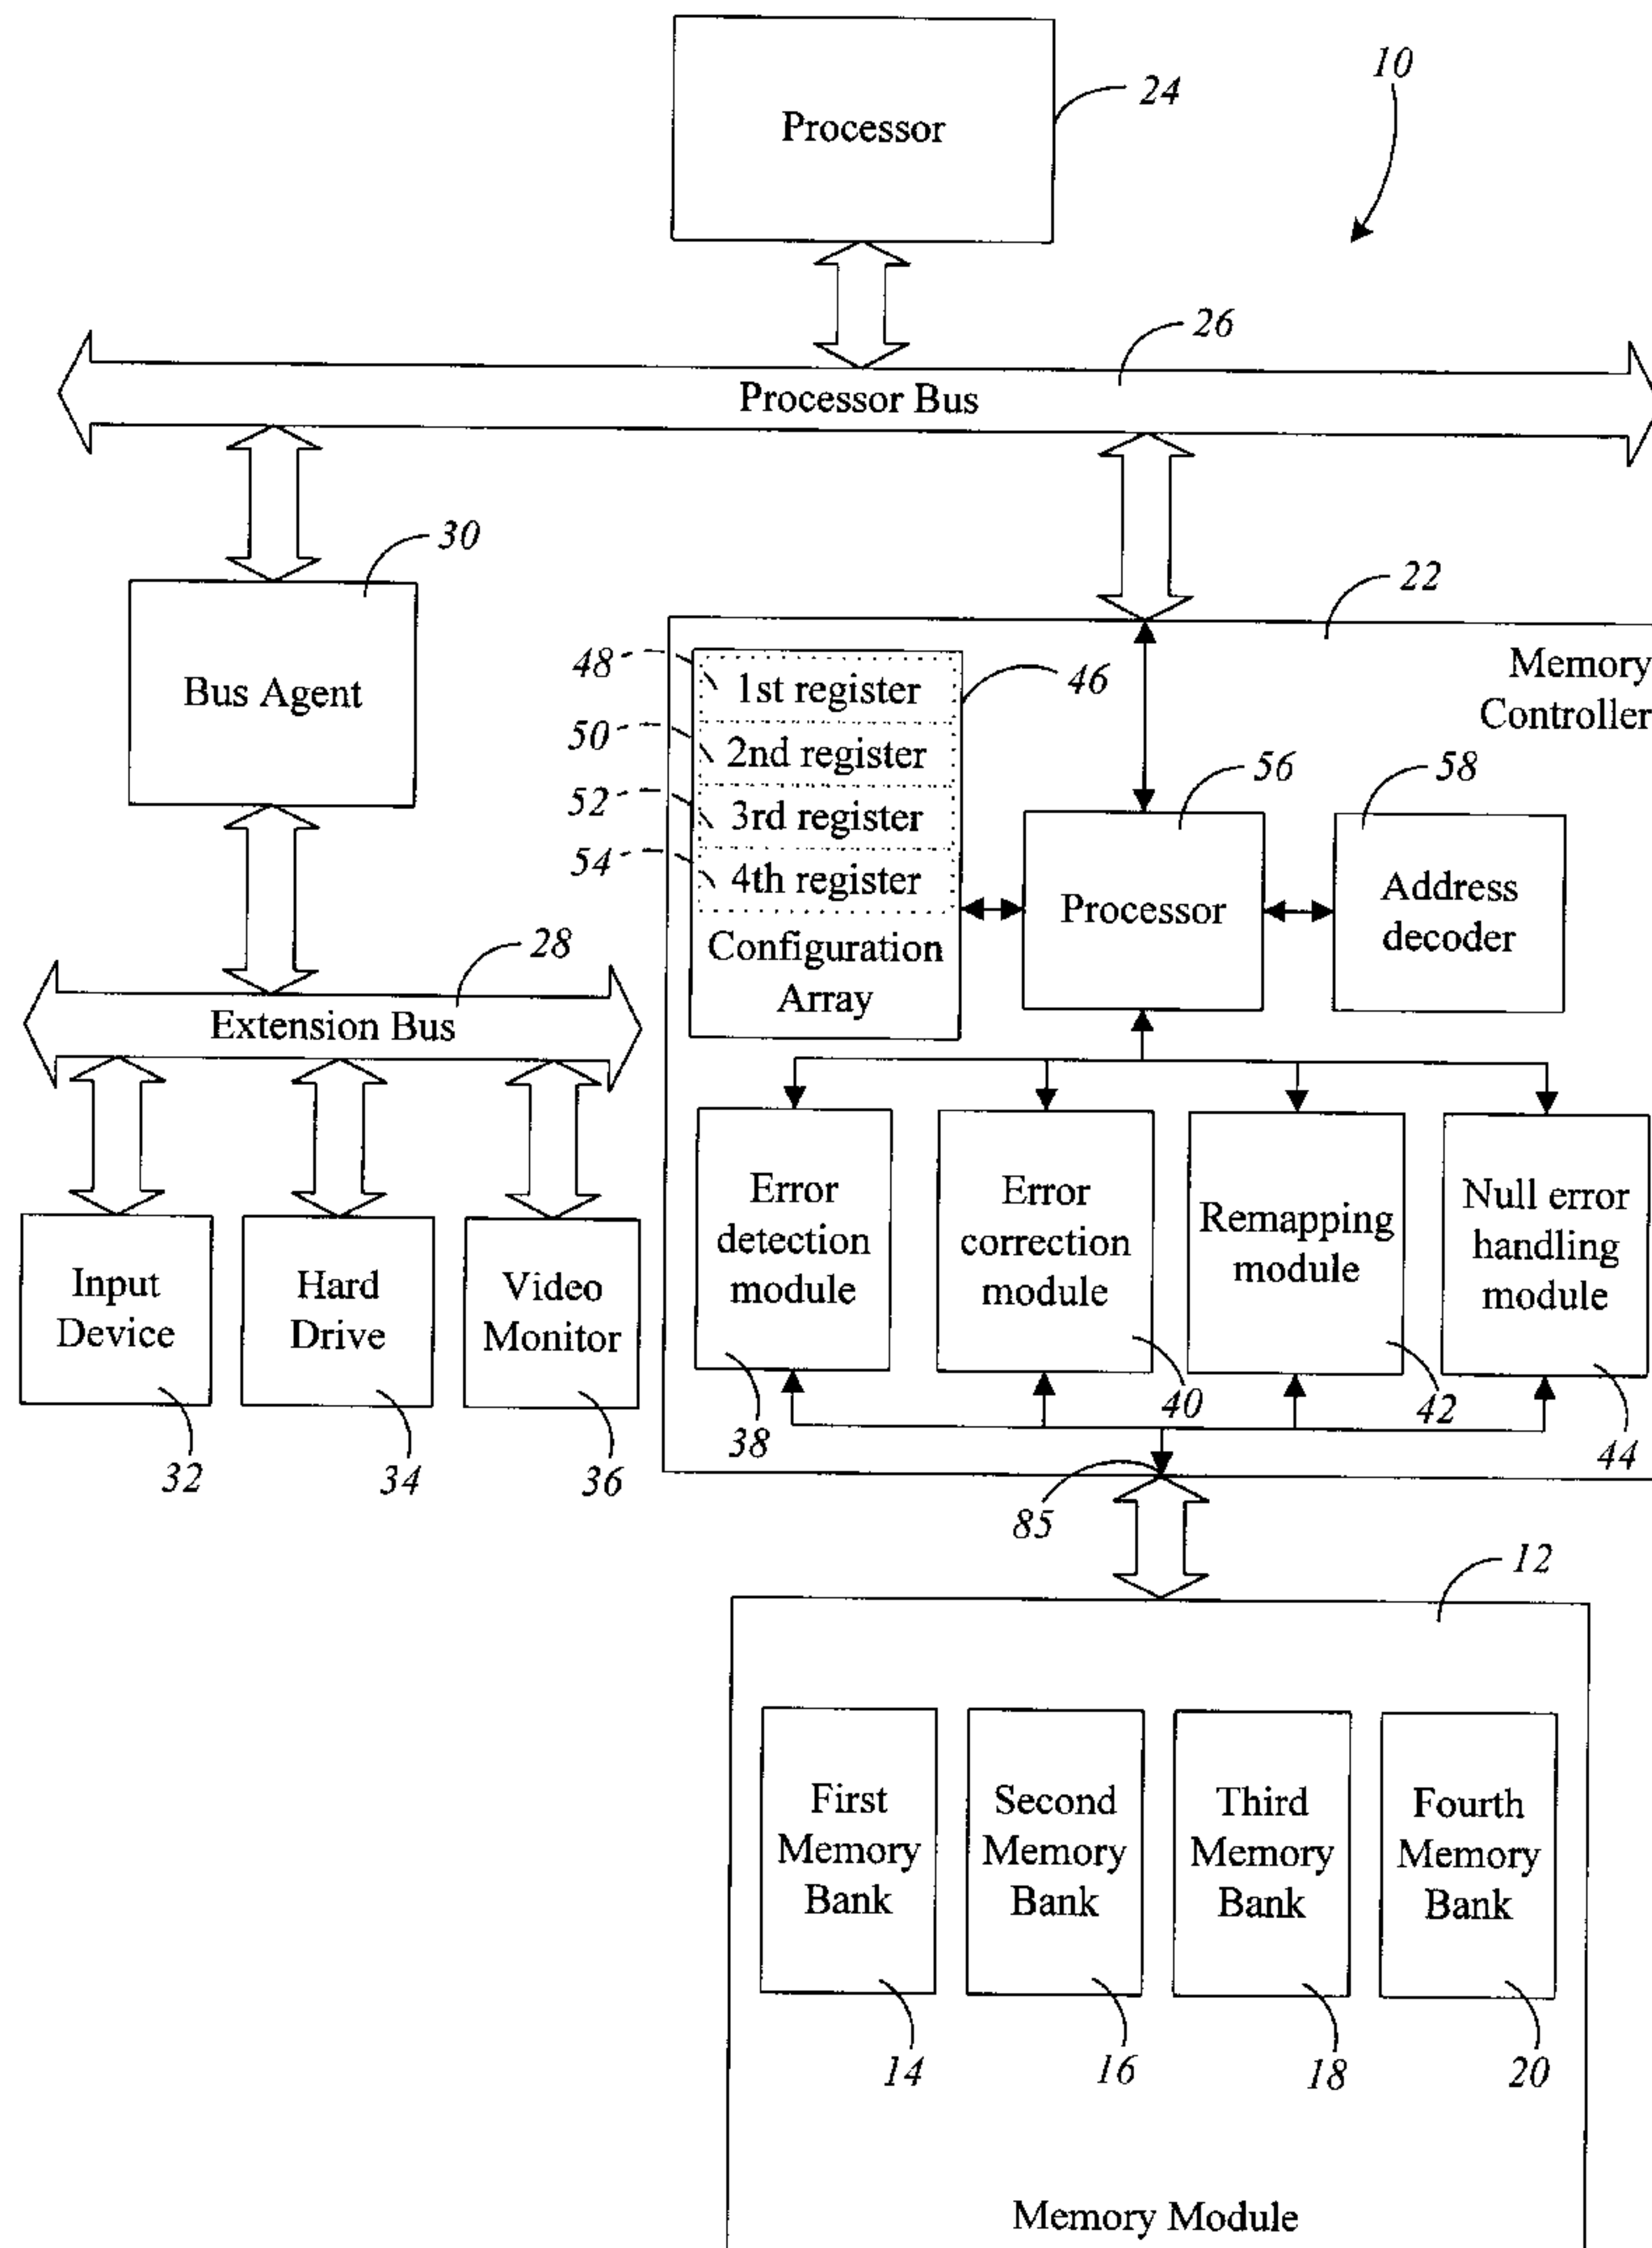 10
24
Processor
26
Processor Bus
30
Bus Agent
22
Memory
Controller
48
1st register
46
50
2nd register
52
3rd register
54
4th register
Configuration
Array
56
Processor
58
Address
decoder
28
Extension Bus
Input
Device
32
Hard
Drive
34
Video
Monitor
36
Error
detection
module
38
Error
correction
module
40
Remapping
module
42
Null error
handling
module
44
85
12
First
Memory
Bank
14
Second
Memory
Bank
16
Third
Memory
Bank
18
Fourth
Memory
Bank
20
Memory Module